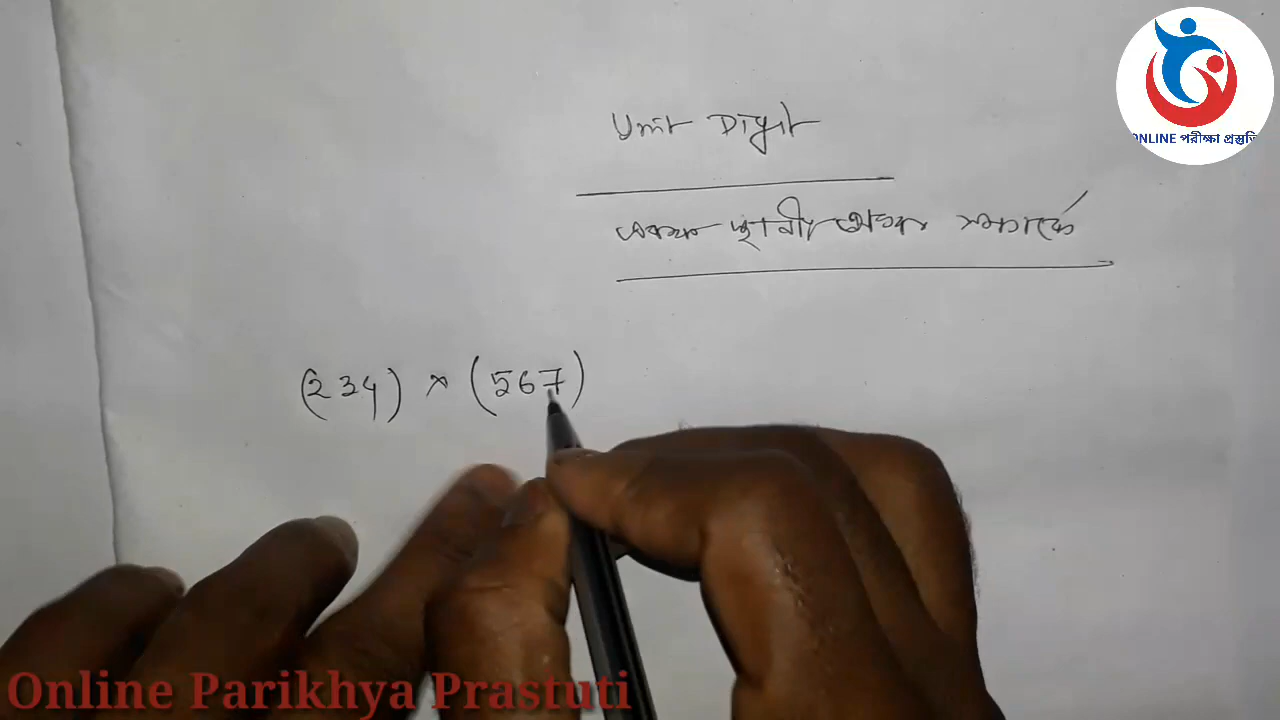 Unit Digit
একক স্থানীয় অঙ্ক সম্পর্কে
(234) × (567)
ONLINE পরীক্ষা প্রস্তুতি
Online Parikhya Prastuti